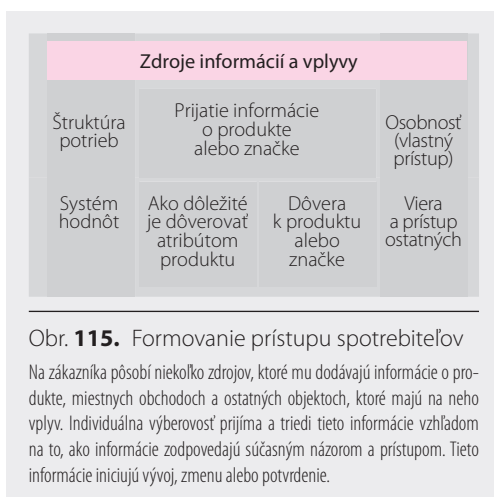 Zdroje informácií a vplyvy
Štruktúra
potrieb
Prijatie informácie
o produkte
alebo značke
Osobnosť
(vlastný
prístup)
Systém
hodnôt
Ako dôležité
je dôverovať
atribútom
produktu
Dôvera
k produktu
alebo
značke
Viera
a prístup
ostatných
Obr. 115. Formovanie prístupu spotrebiteľov
Na zákazníka pôsobí niekoľko zdrojov, ktoré mu dodávajú informácie o pro-
dukte, miestnych obchodoch a ostatných objektoch, ktoré majú na neho
vplyv. Individuálna výberovosť prijíma a triedi tieto informácie vzhľadom
na to, ako informácie zodpovedajú súčasným názorom a prístupom. Tieto
informácie iniciujú vývoj, zmenu alebo potvrdenie.